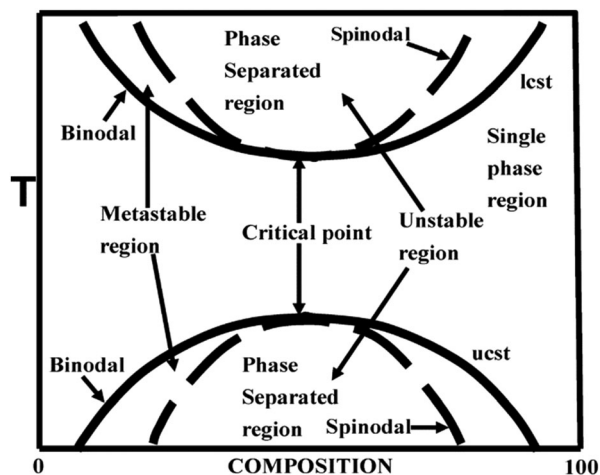 Phase
Separated
region
Spinodal
lcst
Binodal
Single
phase
region
T
Metastable
region
Critical point
Unstable
region
Binodal
ucst
Phase
Separated
region
Spinodal
0
COMPOSITION
100